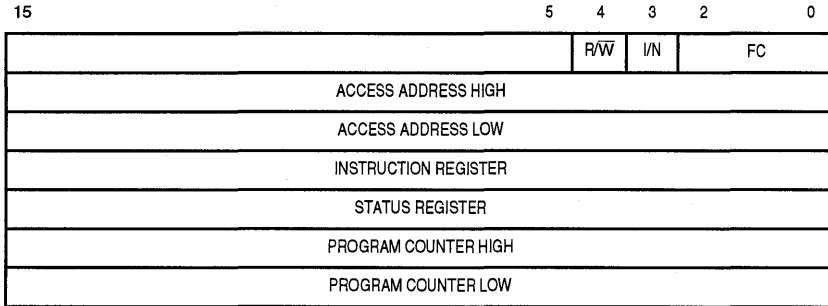 15 5 4 3 2 0
R/W̅ I/N FC
ACCESS ADDRESS HIGH
ACCESS ADDRESS LOW
INSTRUCTION REGISTER
STATUS REGISTER
PROGRAM COUNTER HIGH
PROGRAM COUNTER LOW